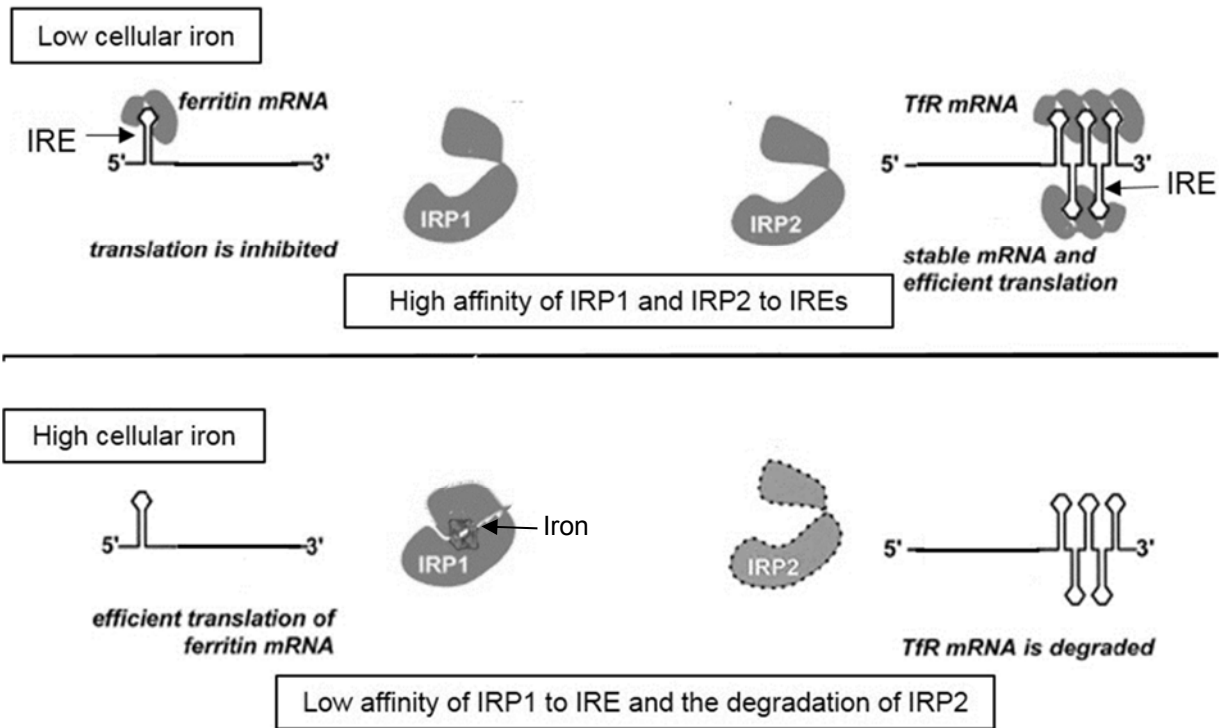 Low cellular iron
ferritin mRNA
IRE
5'
3'
translation is inhibited
IRP1
IRP2
TfR mRNA
5'
3'
IRE
stable mRNA and
efficient translation
High affinity of IRP1 and IRP2 to IREs
High cellular iron
5'
3'
efficient translation of
ferritin mRNA
Iron
IRP1
IRP2
5'
3'
TfR mRNA is degraded
Low affinity of IRP1 to IRE and the degradation of IRP2